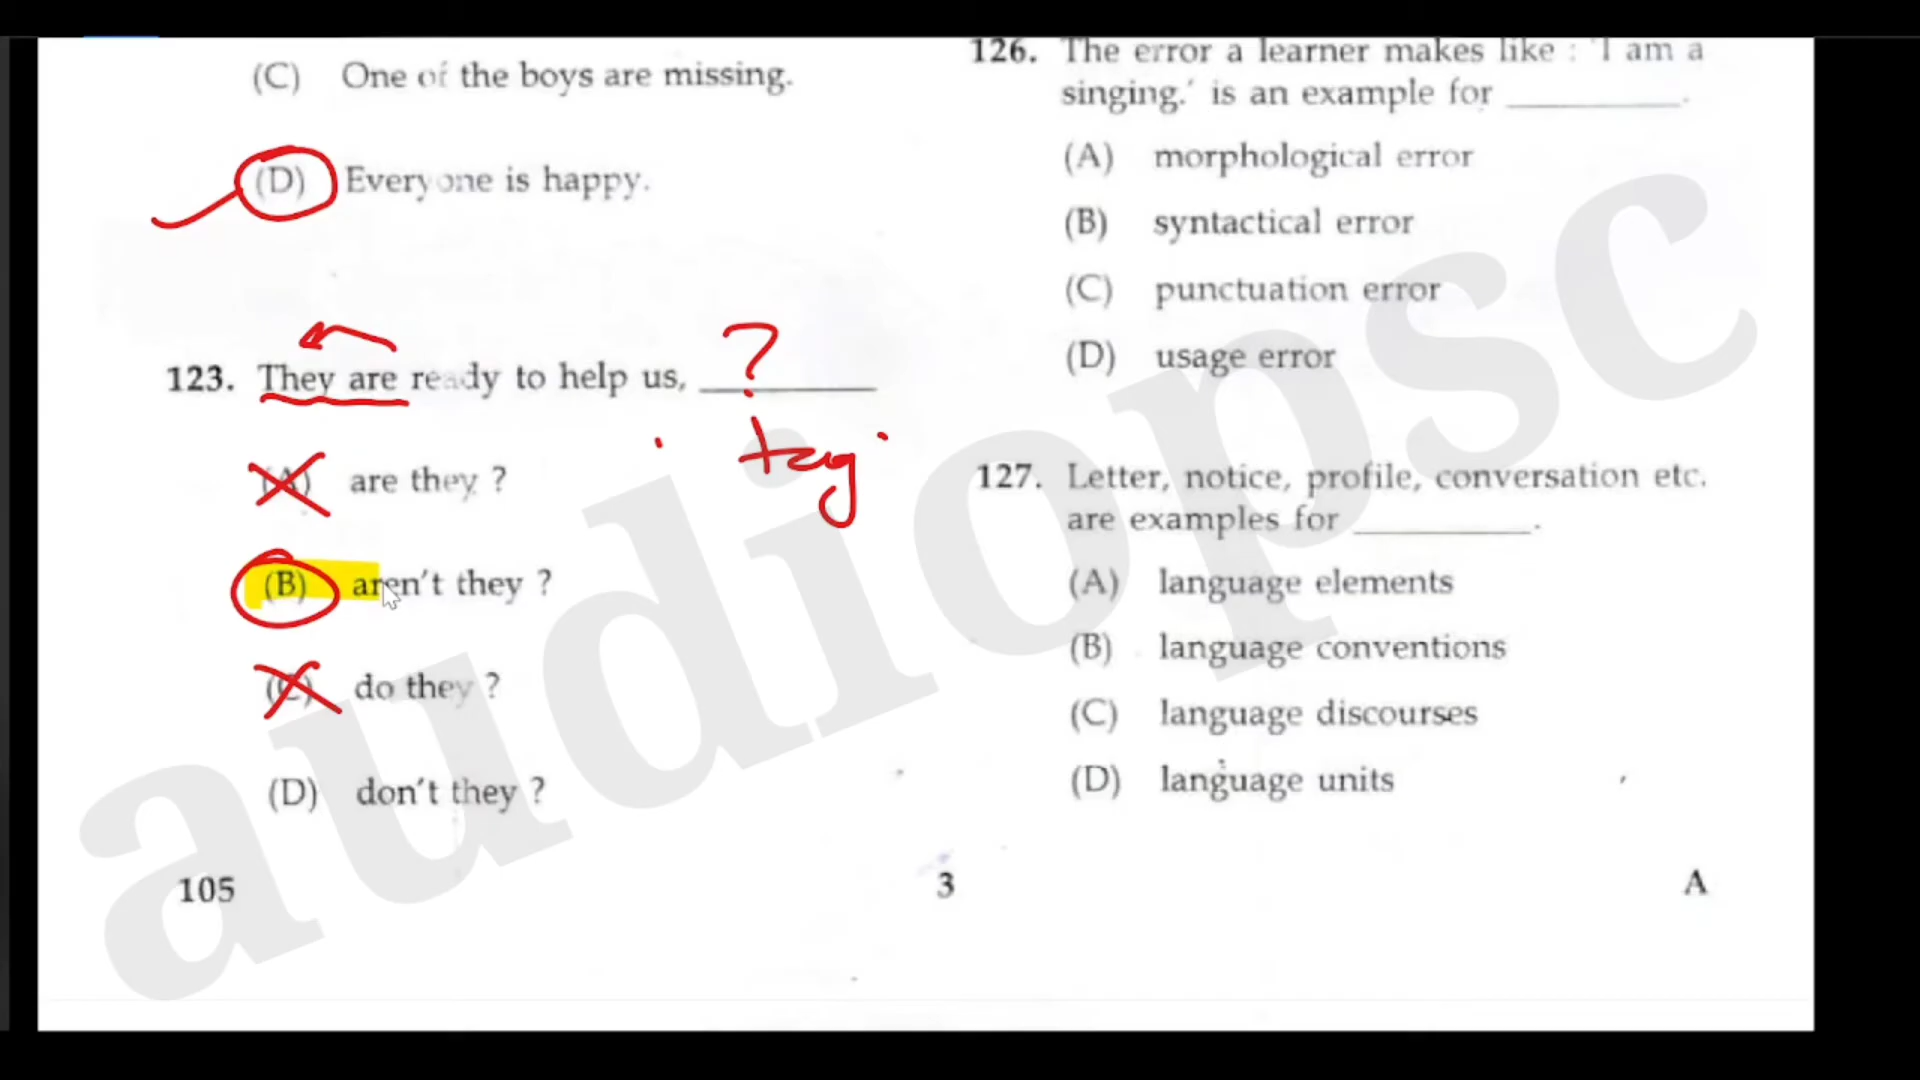 (C) One of the boys are missing.
(D) Everyone is happy.
123. They are ready to help us, ________
?
tag
(A) are they ?
(B) aren't they ?
(C) do they ?
(D) don't they ?
105
126. The error a learner makes like : 'I am a
singing.' is an example for ________.
(A) morphological error
(B) syntactical error
(C) punctuation error
(D) usage error
127. Letter, notice, profile, conversation etc.
are examples for ________.
(A) language elements
(B) language conventions
(C) language discourses
(D) language units
3
A
audiopsc